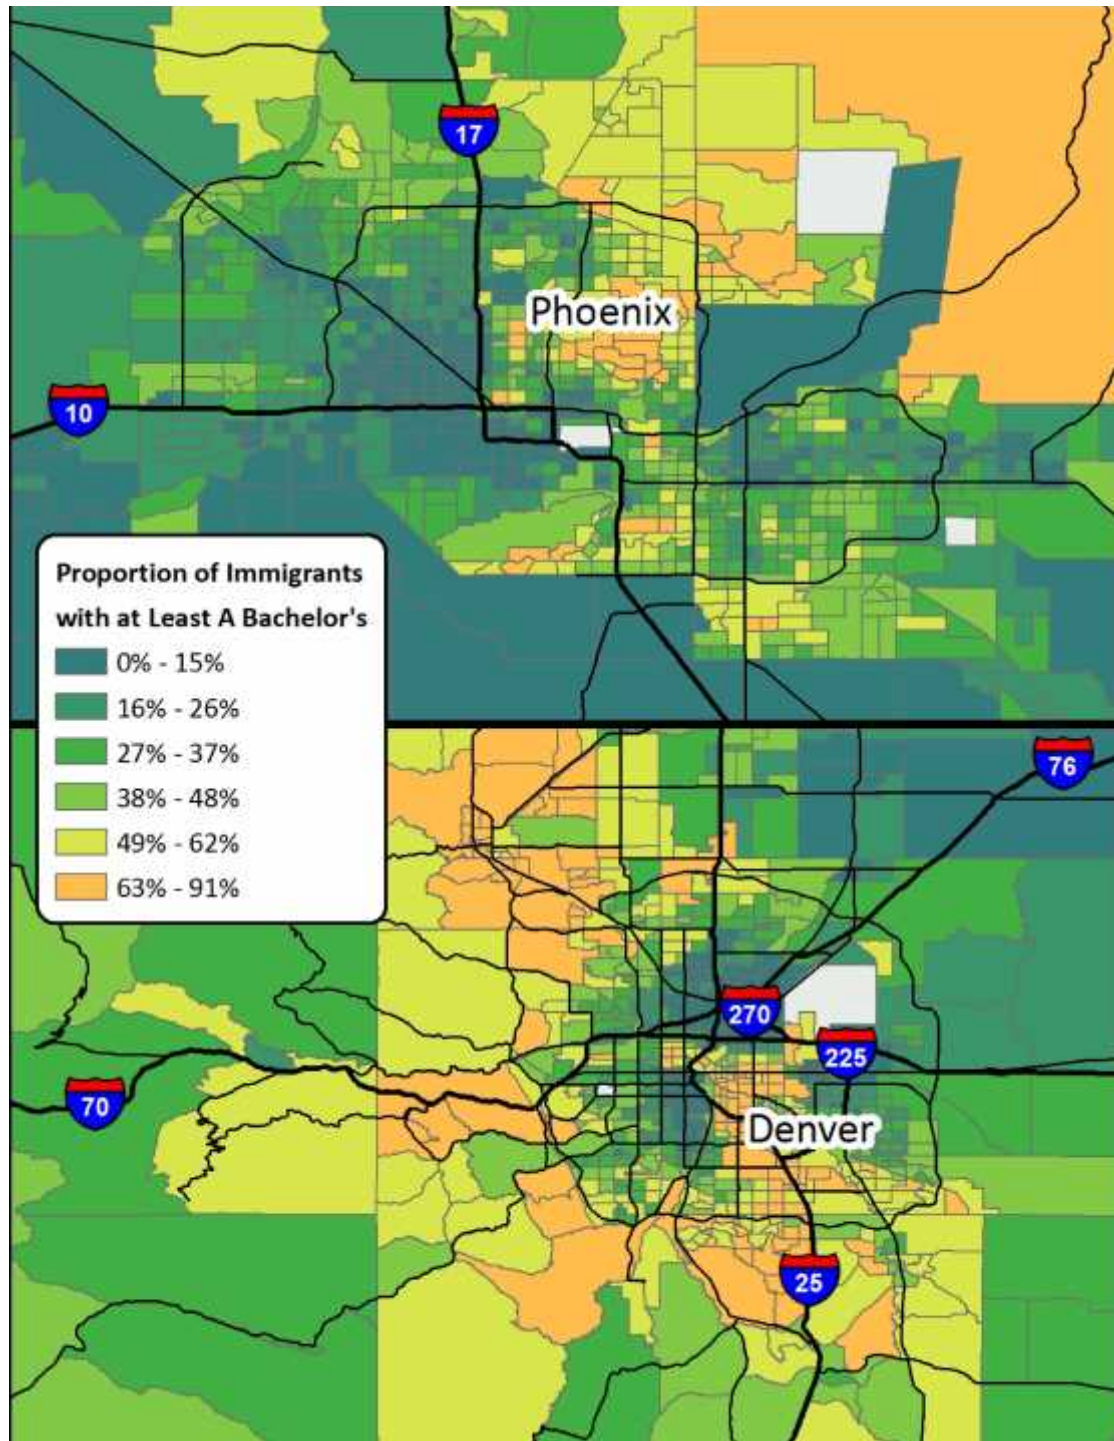 17
Phoenix
10
Proportion of Immigrants
with at Least A Bachelor's
0% - 15%
16% - 26%
27% - 37%
38% - 48%
49% - 62%
63% - 91%
76
270
225
70
Denver
25